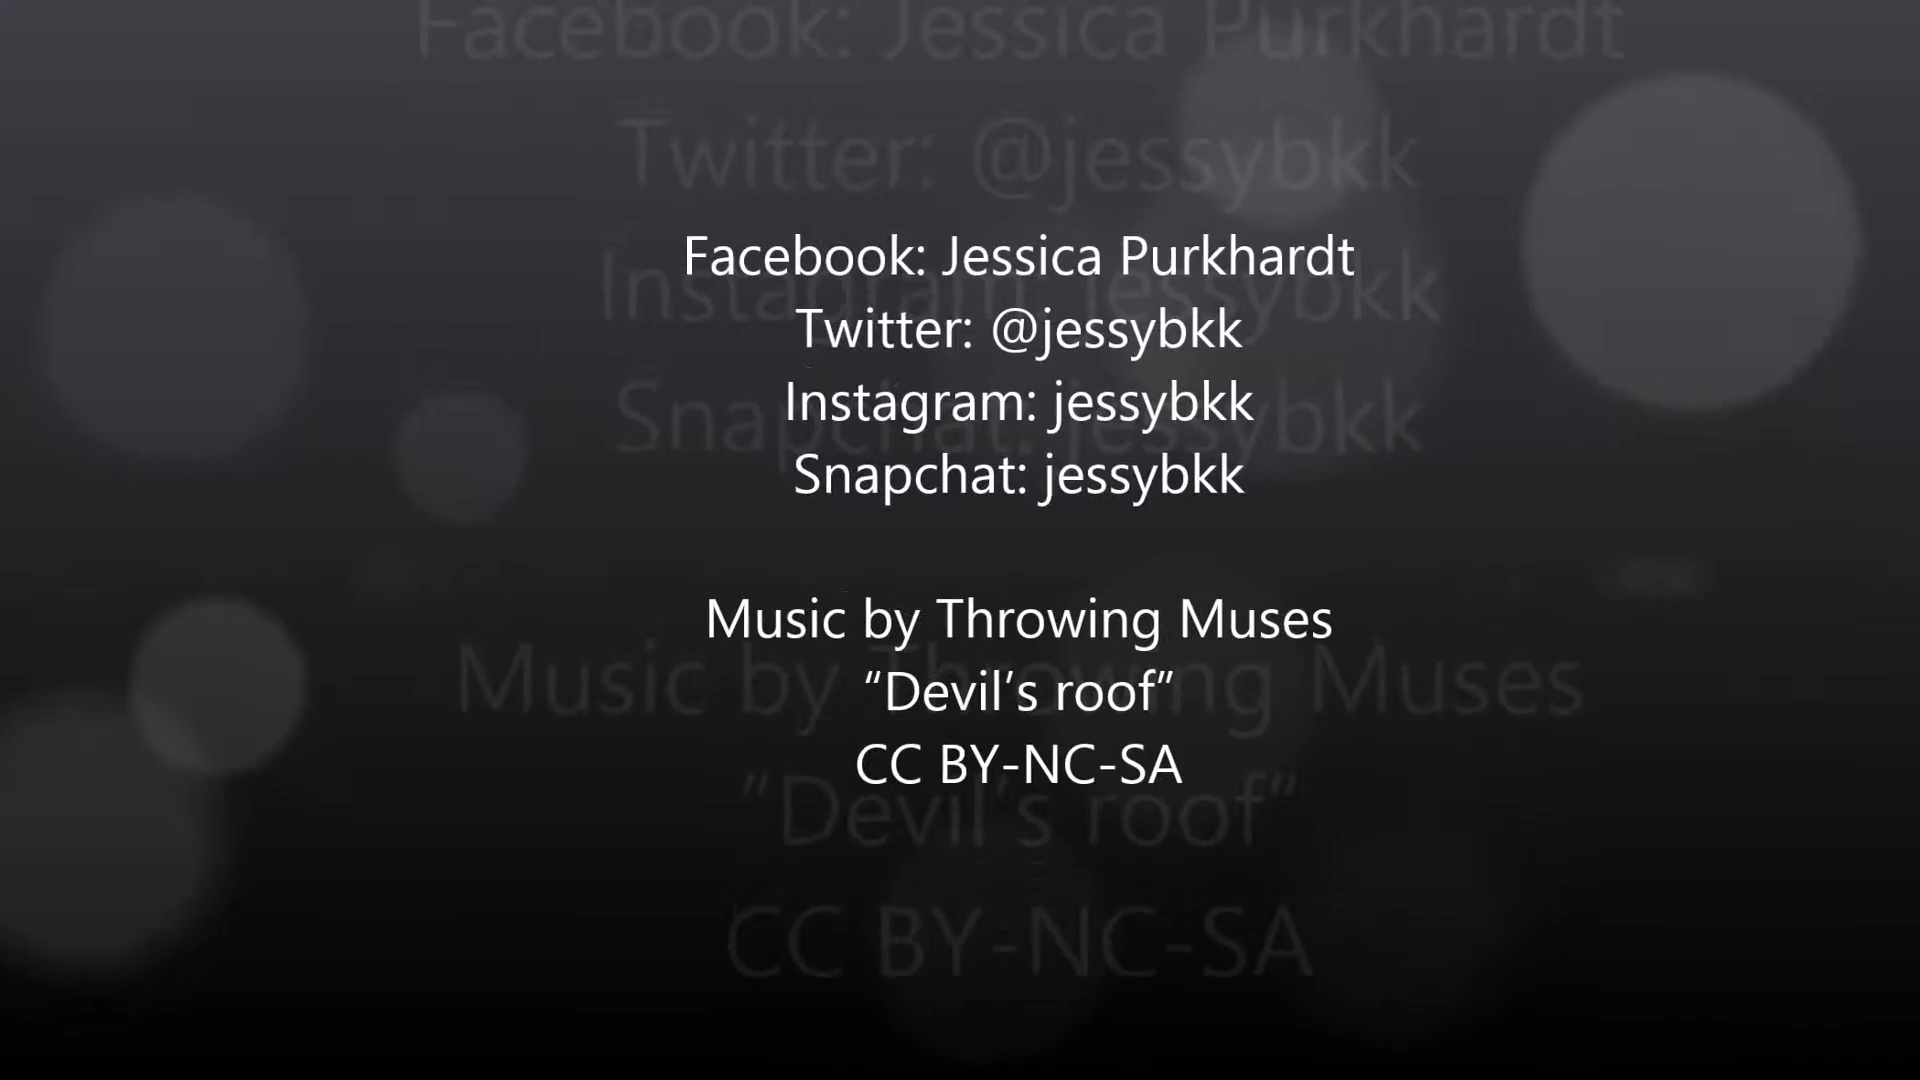 Facebook: Jessica Purkhardt
Twitter: @jessybkk
Instagram: jessybkk
Snapchat: jessybkk
Music by Throwing Muses
“Devil’s roof”
CC BY-NC-SA